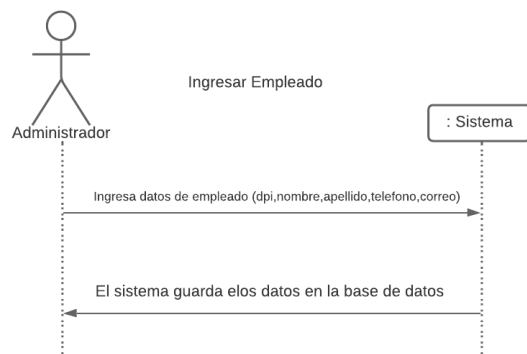 Ingresar Empleado
Administrador
: Sistema
Ingresa datos de empleado (dpi,nombre,apellido,telefono,correo)
El sistema guarda elos datos en la base de datos